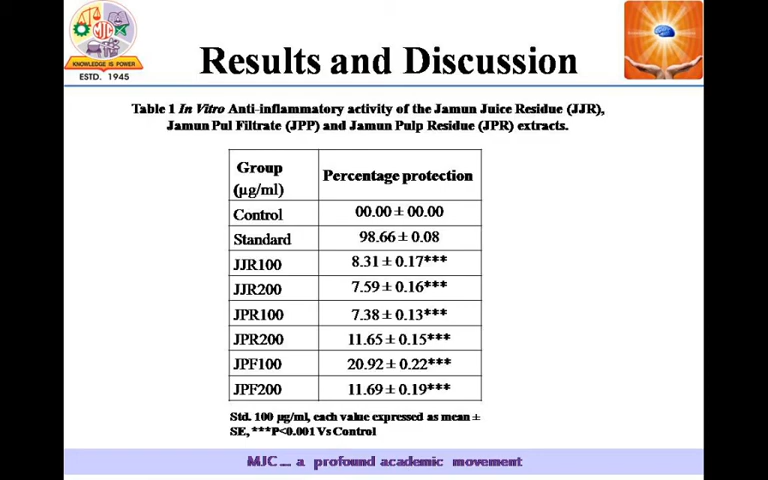 MJC
KNOWLEDGE IS POWER
ESTD. 1945
Results and Discussion
Table 1 In Vitro Anti-inflammatory activity of the Jamun Juice Residue (JJR),
Jamun Pul Filtrate (JPP) and Jamun Pulp Residue (JPR) extracts.
Group (µg/ml) Percentage protection
Control 00.00 ± 00.00
Standard 98.66 ± 0.08
JJR100 8.31 ± 0.17***
JJR200 7.59 ± 0.16***
JPR100 7.38 ± 0.13***
JPR200 11.65 ± 0.15***
JPF100 20.92 ± 0.22***
JPF200 11.69 ± 0.19***
Std. 100 µg/ml, each value expressed as mean ±
SE, ***P<0.001 Vs Control
MJC ... a profound academic movement